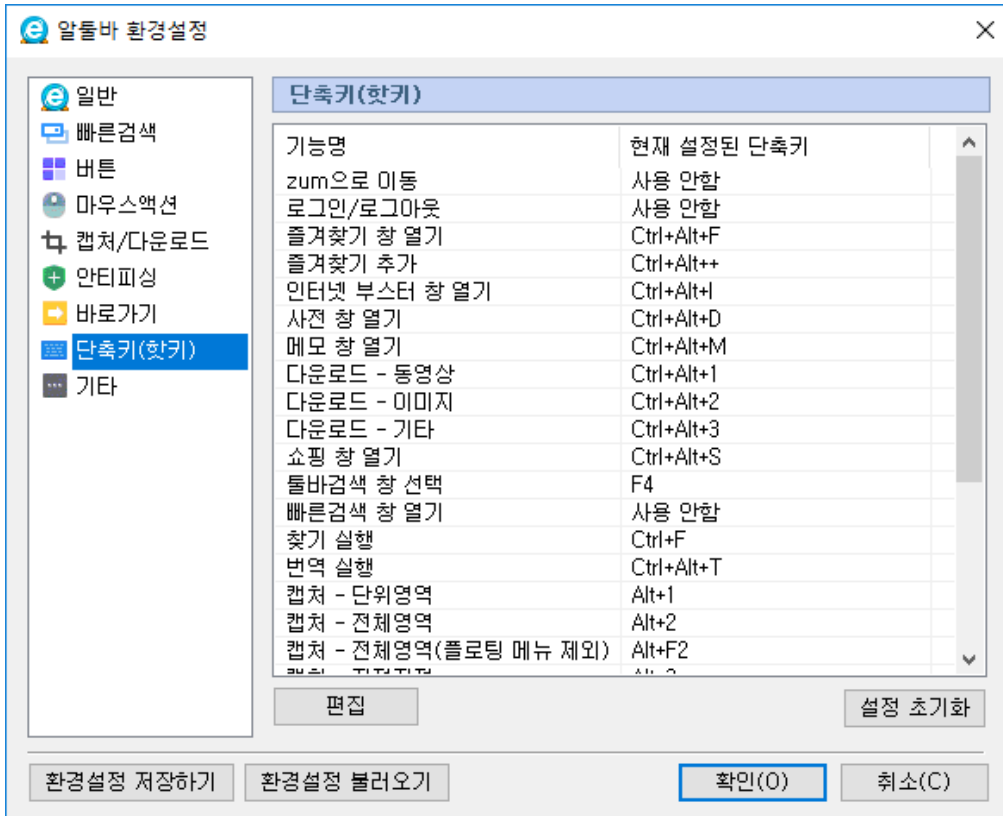 알툴바 환경설정
일반
빠른검색
버튼
마우스액션
캡처/다운로드
안티피싱
바로가기
단축키(핫키)
기타
단축키(핫키)
기능명 현재 설정된 단축키
zum으로 이동 사용 안함
로그인/로그아웃 사용 안함
즐겨찾기 창 열기 Ctrl+Alt+F
즐겨찾기 추가 Ctrl+Alt++
인터넷 부스터 창 열기 Ctrl+Alt+I
사전 창 열기 Ctrl+Alt+D
메모 창 열기 Ctrl+Alt+M
다운로드 - 동영상 Ctrl+Alt+1
다운로드 - 이미지 Ctrl+Alt+2
다운로드 - 기타 Ctrl+Alt+3
쇼핑 창 열기 Ctrl+Alt+S
툴바검색 창 선택 F4
빠른검색 창 열기 사용 안함
찾기 실행 Ctrl+F
번역 실행 Ctrl+Alt+T
캡처 - 단위영역 Alt+1
캡처 - 전체영역 Alt+2
캡처 - 전체영역(플로팅 메뉴 제외) Alt+F2
편집
설정 초기화
환경설정 저장하기
환경설정 불러오기
확인(O)
취소(C)